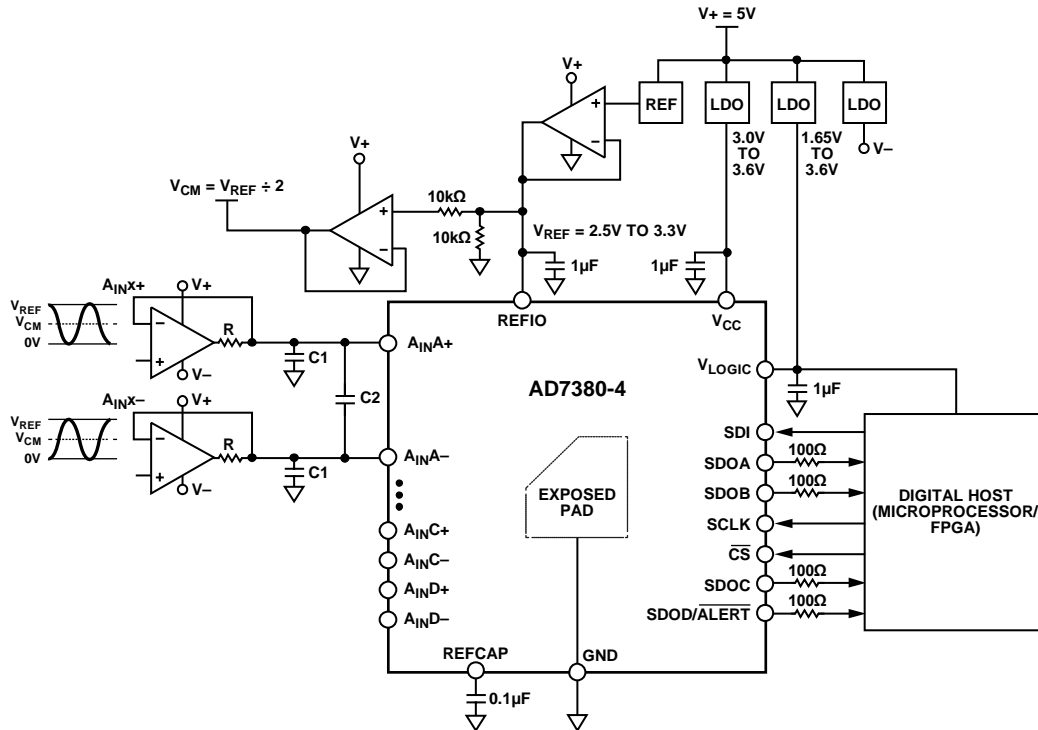 V+ = 5V
V+
REF
LDO
LDO
LDO
+
−
3.0V
TO
3.6V
1.65V
TO
3.6V
V−
V+
VCM = VREF ÷ 2
+
−
10kΩ
10kΩ
VREF = 2.5V TO 3.3V
1µF
1µF
AINX+
V+
VREF
VCM
0V
−
+
R
V−
C1
C2
AINX−
V+
VREF
VCM
0V
−
+
R
V−
C1
REFIO
VCC
AINA+
VLOGIC
1µF
AD7380-4
SDI
SDOA
100Ω
SDOB
100Ω
SCLK
CS
SDOC
100Ω
SDOD/ALERT
100Ω
DIGITAL HOST
(MICROPROCESSOR/
FPGA)
AINA−
EXPOSED
PAD
AINC+
AINC−
AIND+
AIND−
REFCAP
GND
0.1µF